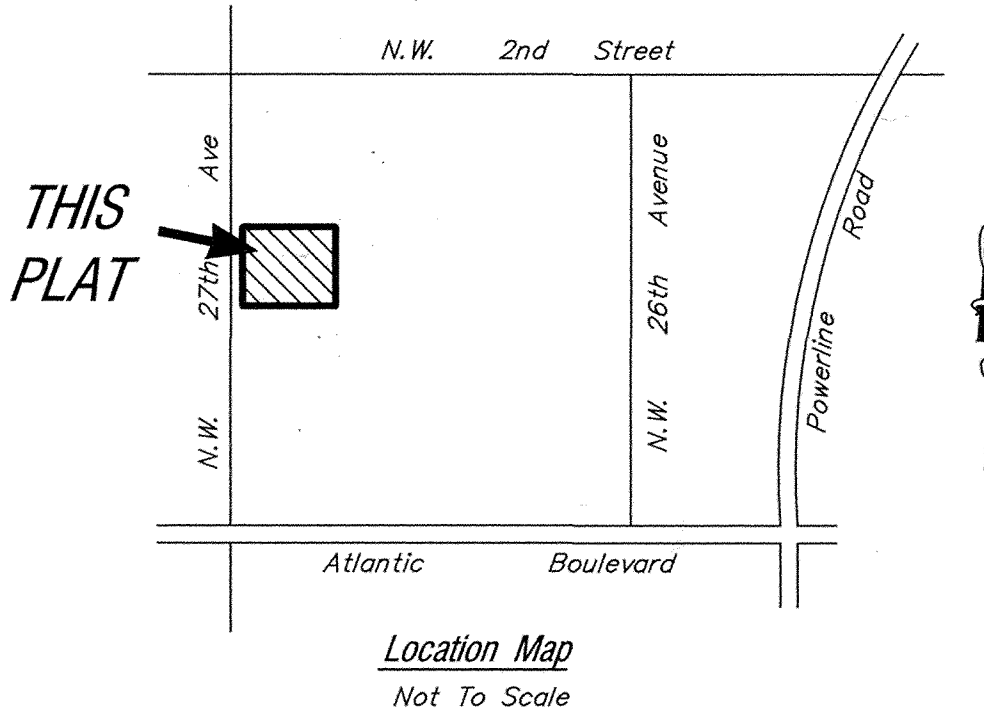 N.W. 2nd Street
THIS
PLAT
N.W. 27th Ave
N.W. 26th Avenue
Powerline Road
Atlantic Boulevard
Location Map
Not To Scale